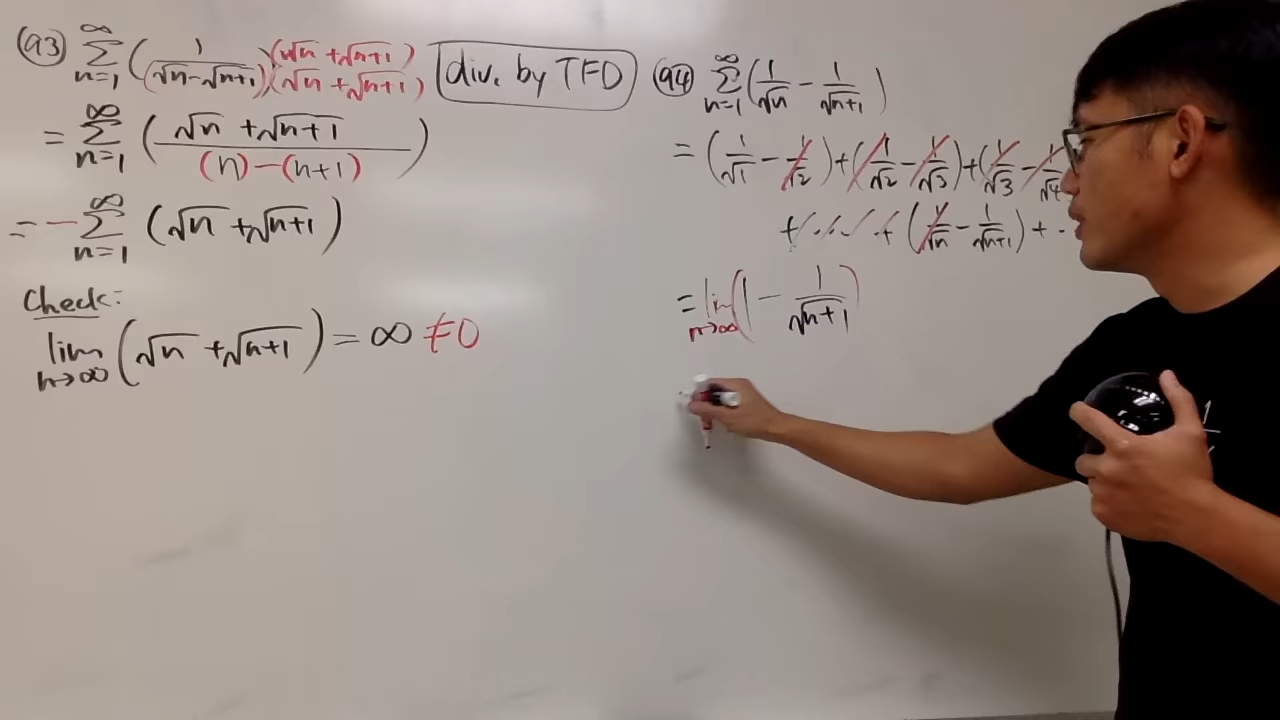 (93) ∑_{n=1}^{∞} (1/(√n-√n+1))(√n+√n+1)/(√n+√n+1)
div. by TFD
= ∑_{n=1}^{∞} ((√n+√n+1)/((n)-(n+1)))
= -∑_{n=1}^{∞} (√n+√n+1)
Check:
lim_{n→∞} (√n+√n+1) = ∞ ≠0
(94) ∑_{n=1}^{∞} (1/√n - 1/√n+1)
= (1/√1 - 1/√2)+(1/√2 - 1/√3)+(1/√3 - 1/√4
+ ... + (1/√n - 1/√n+1) + .
= lim_{n→∞} (1 - 1/√n+1)